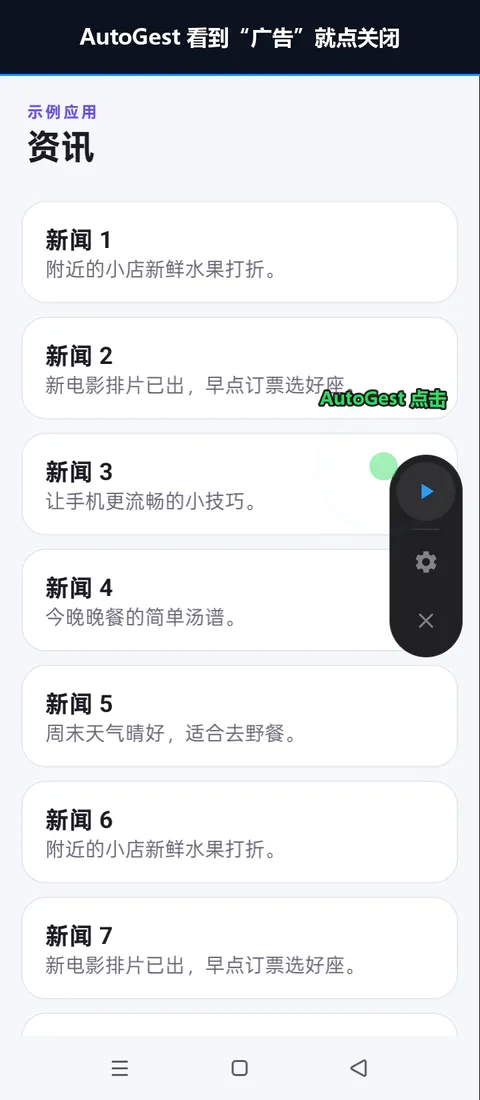 AutoGest 看到“广告”就点关闭
示例应用
资讯
新闻 1
附近的小店新鲜水果打折。
新闻 2
新电影排片已出，早点订票选好座。
AutoGest 点击
新闻 3
让手机更流畅的小技巧。
新闻 4
今晚晚餐的简单汤谱。
新闻 5
周末天气晴好，适合去野餐。
新闻 6
附近的小店新鲜水果打折。
新闻 7
新电影排片已出，早点订票选好座。